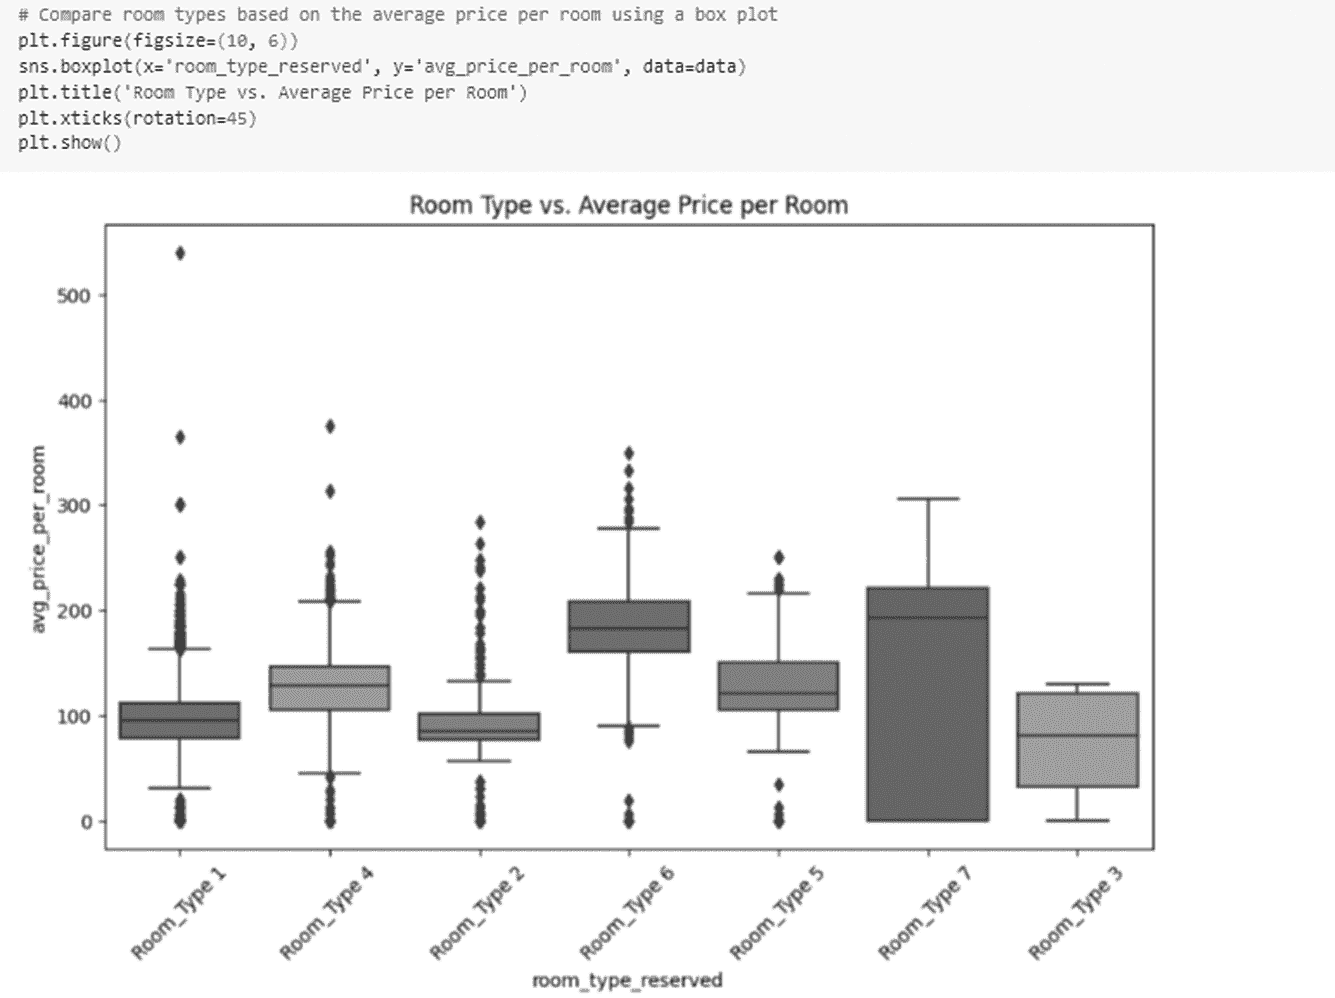 # Compare room types based on the average price per room using a box plot
plt.figure(figsize=(10, 6))
sns.boxplot(x='room_type_reserved', y='avg_price_per_room', data=data)
plt.title('Room Type vs. Average Price per Room')
plt.xticks(rotation=45)
plt.show()
Room Type vs. Average Price per Room
avg_price_per_room
500
400
300
200
100
0
Room_Type 1
Room_Type 4
Room_Type 2
Room_Type 6
Room_Type 5
Room_Type 7
Room_Type 3
room_type_reserved